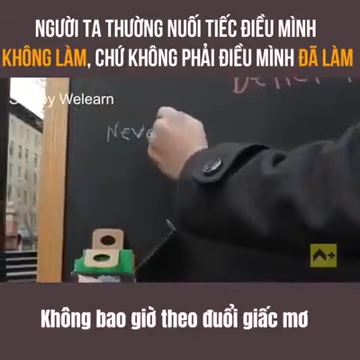 NGƯỜI TA THƯỜNG NUỐI TIẾC ĐIỀU MÌNH
KHÔNG LÀM, CHỨ KHÔNG PHẢI ĐIỀU MÌNH ĐÃ LÀM
by Welearn
Neve
Không bao giờ theo đuổi giấc mơ